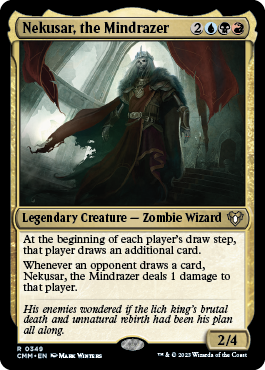 Nekusar, the Mindrazer 2
Legendary Creature — Zombie Wizard
At the beginning of each player's draw step,
that player draws an additional card.
Whenever an opponent draws a card,
Nekusar, the Mindrazer deals 1 damage to
that player.
His enemies wondered if the lich king's brutal
death and unnatural rebirth had been his plan
all along.
2/4
R 0349
CMM • EN Mark Winters
™ & © 2023 Wizards of the Coast